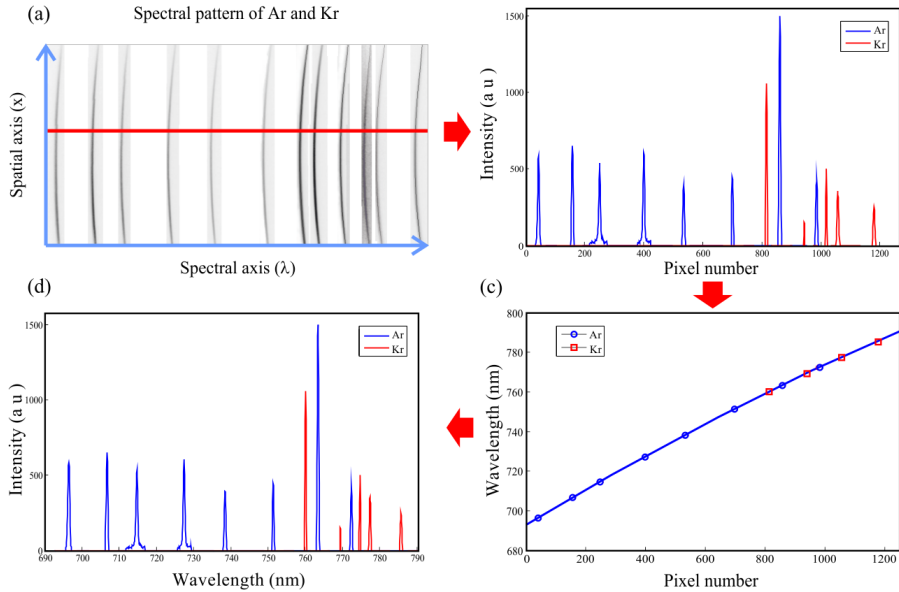 (a)
Spectral pattern of Ar and Kr
Spatial axis (x)
Spectral axis (λ)
1500
1000
500
0
Intensity (a u )
Ar
Kr
0 200 400 600 800 1000 1200
Pixel number
(d)
1500
1000
500
0
Intensity (a u )
Ar
Kr
690 700 710 720 730 740 750 760 770 780 790
Wavelength (nm)
(c)
800
780
760
740
720
700
680
Wavelength (nm)
Ar
Kr
0 200 400 600 800 1000 1200
Pixel number